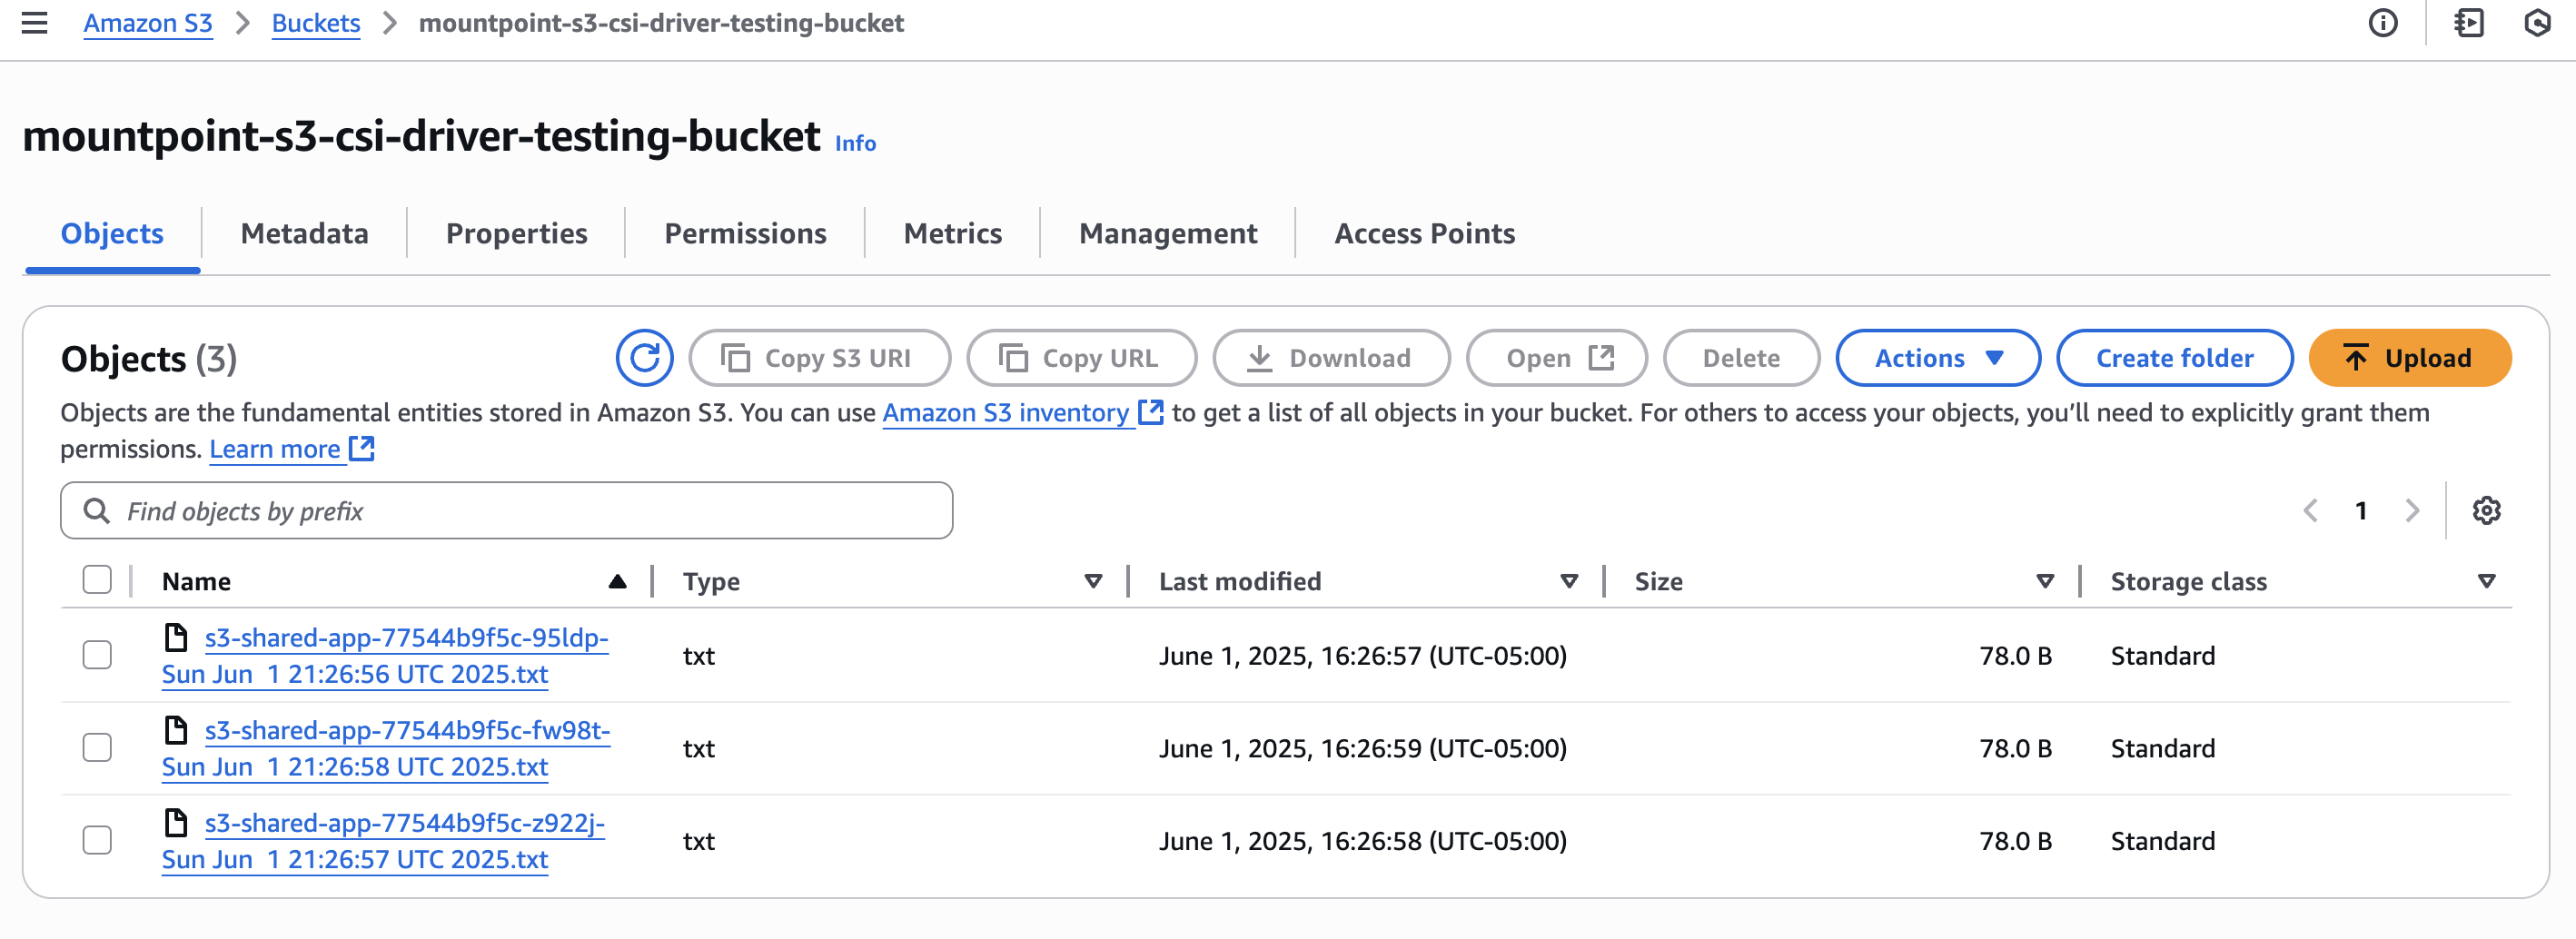 Amazon S3 > Buckets > mountpoint-s3-csi-driver-testing-bucket
mountpoint-s3-csi-driver-testing-bucket Info
Objects Metadata Properties Permissions Metrics Management Access Points
Objects (3) Copy S3 URI Copy URL Download Open Delete Actions Create folder Upload
Objects are the fundamental entities stored in Amazon S3. You can use Amazon S3 inventory to get a list of all objects in your bucket. For others to access your objects, you’ll need to explicitly grant them
permissions. Learn more
Find objects by prefix 1
Name Type Last modified Size Storage class
s3-shared-app-77544b9f5c-95ldp-
Sun Jun  1 21:26:56 UTC 2025.txt txt June 1, 2025, 16:26:57 (UTC-05:00) 78.0 B Standard
s3-shared-app-77544b9f5c-fw98t-
Sun Jun  1 21:26:58 UTC 2025.txt txt June 1, 2025, 16:26:59 (UTC-05:00) 78.0 B Standard
s3-shared-app-77544b9f5c-z922j-
Sun Jun  1 21:26:57 UTC 2025.txt txt June 1, 2025, 16:26:58 (UTC-05:00) 78.0 B Standard